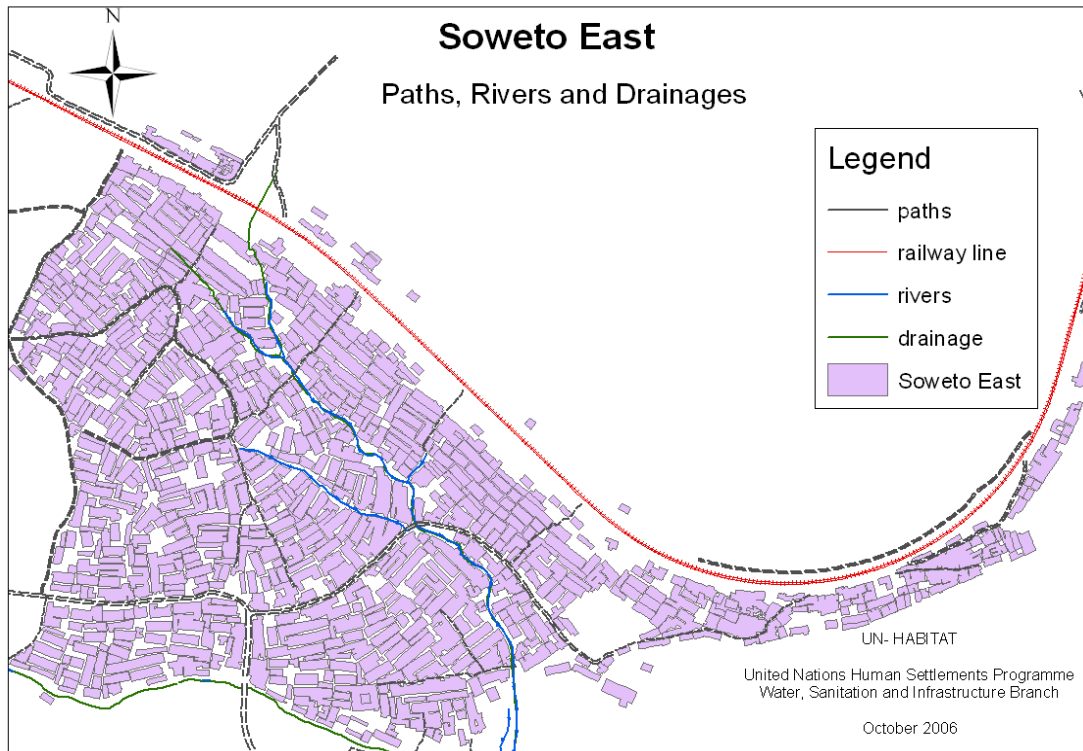 N
Soweto East
Paths, Rivers and Drainages
Legend
paths
railway line
rivers
drainage
Soweto East
UN- HABITAT
United Nations Human Settlements Programme
Water, Sanitation and Infrastructure Branch
October 2006